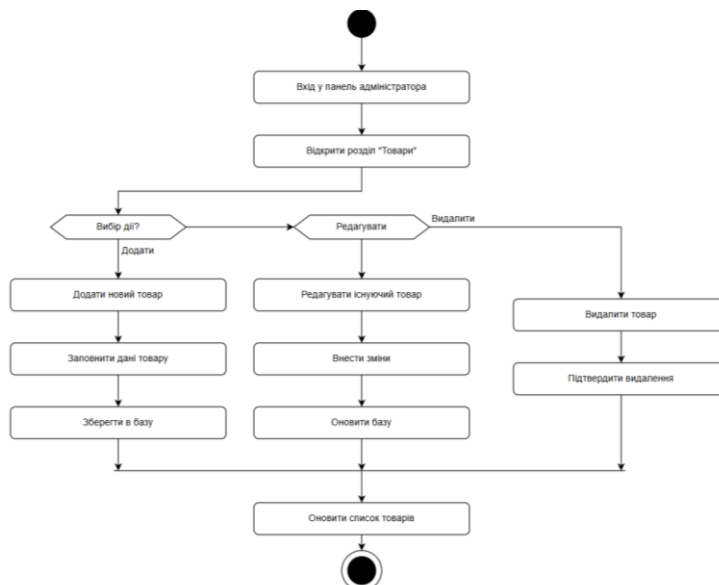 Вхід у панель адміністратора
Відкрити розділ "Товари"
Вибір дії?
Редагувати
Видалити
Додати
Додати новий товар
Редагувати існуючий товар
Видалити товар
Заповнити дані товару
Внести зміни
Підтвердити видалення
Зберегти в базу
Оновити базу
Оновити список товарів